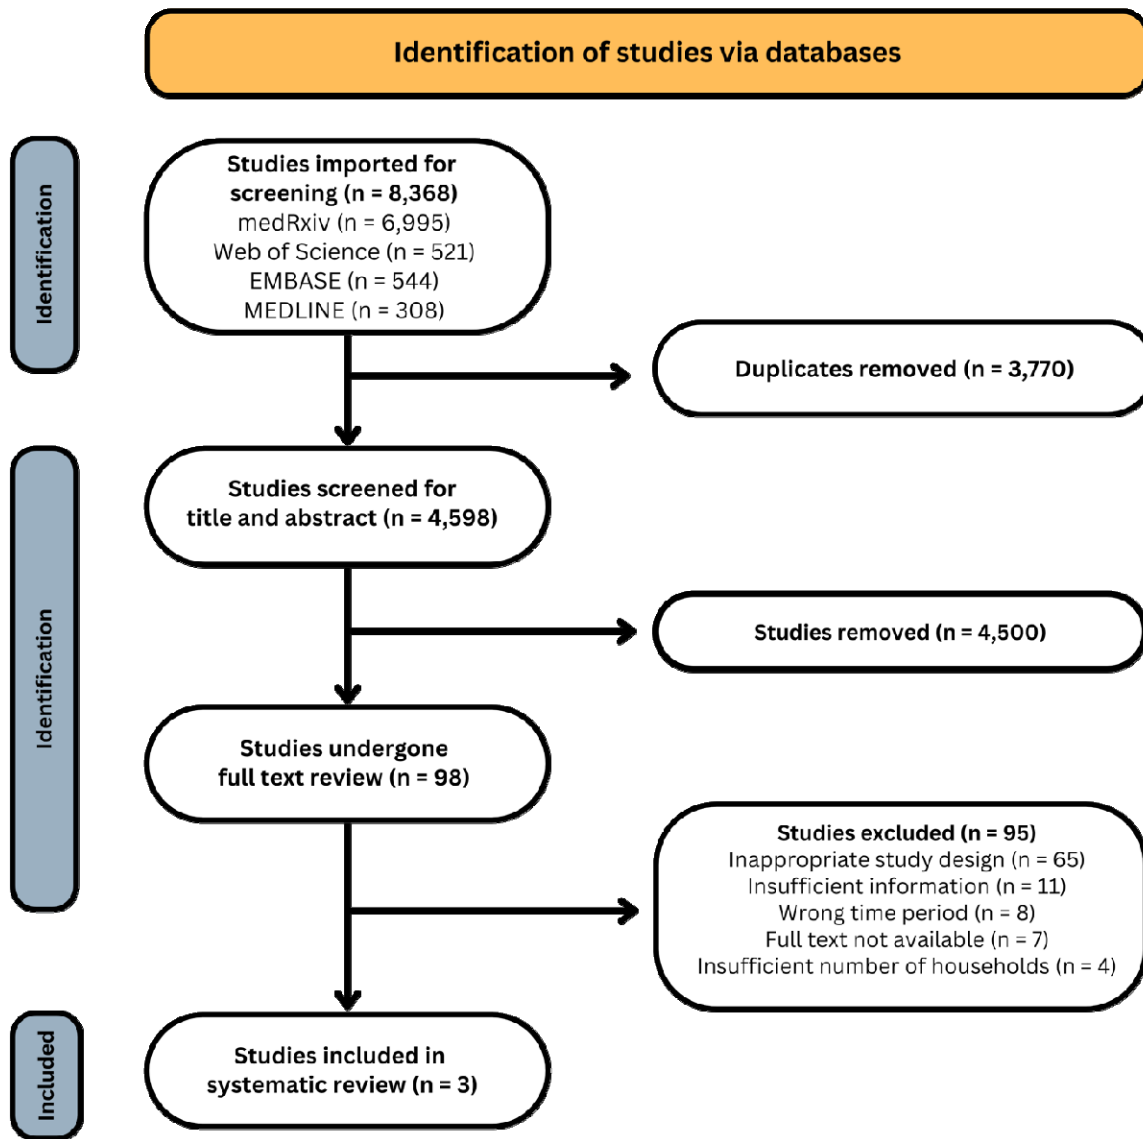 Identification of studies via databases
Identification
Studies imported for
screening (n = 8,368)
medRxiv (n = 6,995)
Web of Science (n = 521)
EMBASE (n = 544)
MEDLINE (n = 308)
Duplicates removed (n = 3,770)
Identification
Studies screened for
title and abstract (n = 4,598)
Studies removed (n = 4,500)
Studies undergone
full text review (n = 98)
Studies excluded (n = 95)
Inappropriate study design (n = 65)
Insufficient information (n = 11)
Wrong time period (n = 8)
Full text not available (n = 7)
Insufficient number of households (n = 4)
Included
Studies included in
systematic review (n = 3)